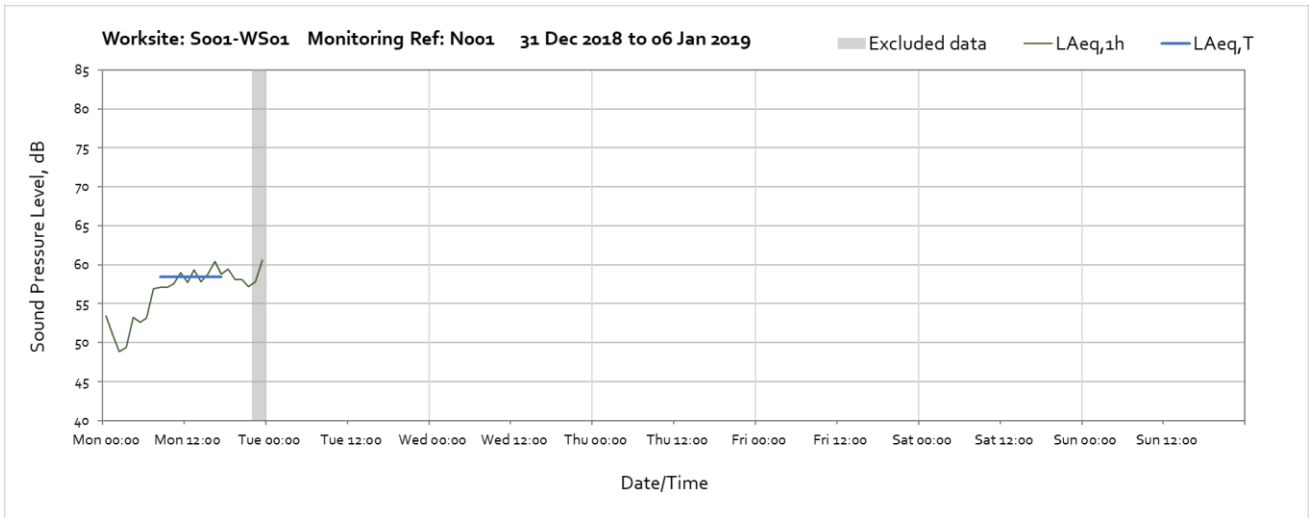 Worksite: S001-WS01 Monitoring Ref: N001 31 Dec 2018 to 06 Jan 2019
Excluded data LAeq,1h LAeq,T
85
80
75
70
65
60
55
50
45
40
Sound Pressure Level, dB
Mon 00:00 Mon 12:00 Tue 00:00 Tue 12:00 Wed 00:00 Wed 12:00 Thu 00:00 Thu 12:00 Fri 00:00 Fri 12:00 Sat 00:00 Sat 12:00 Sun 00:00 Sun 12:00
Date/Time